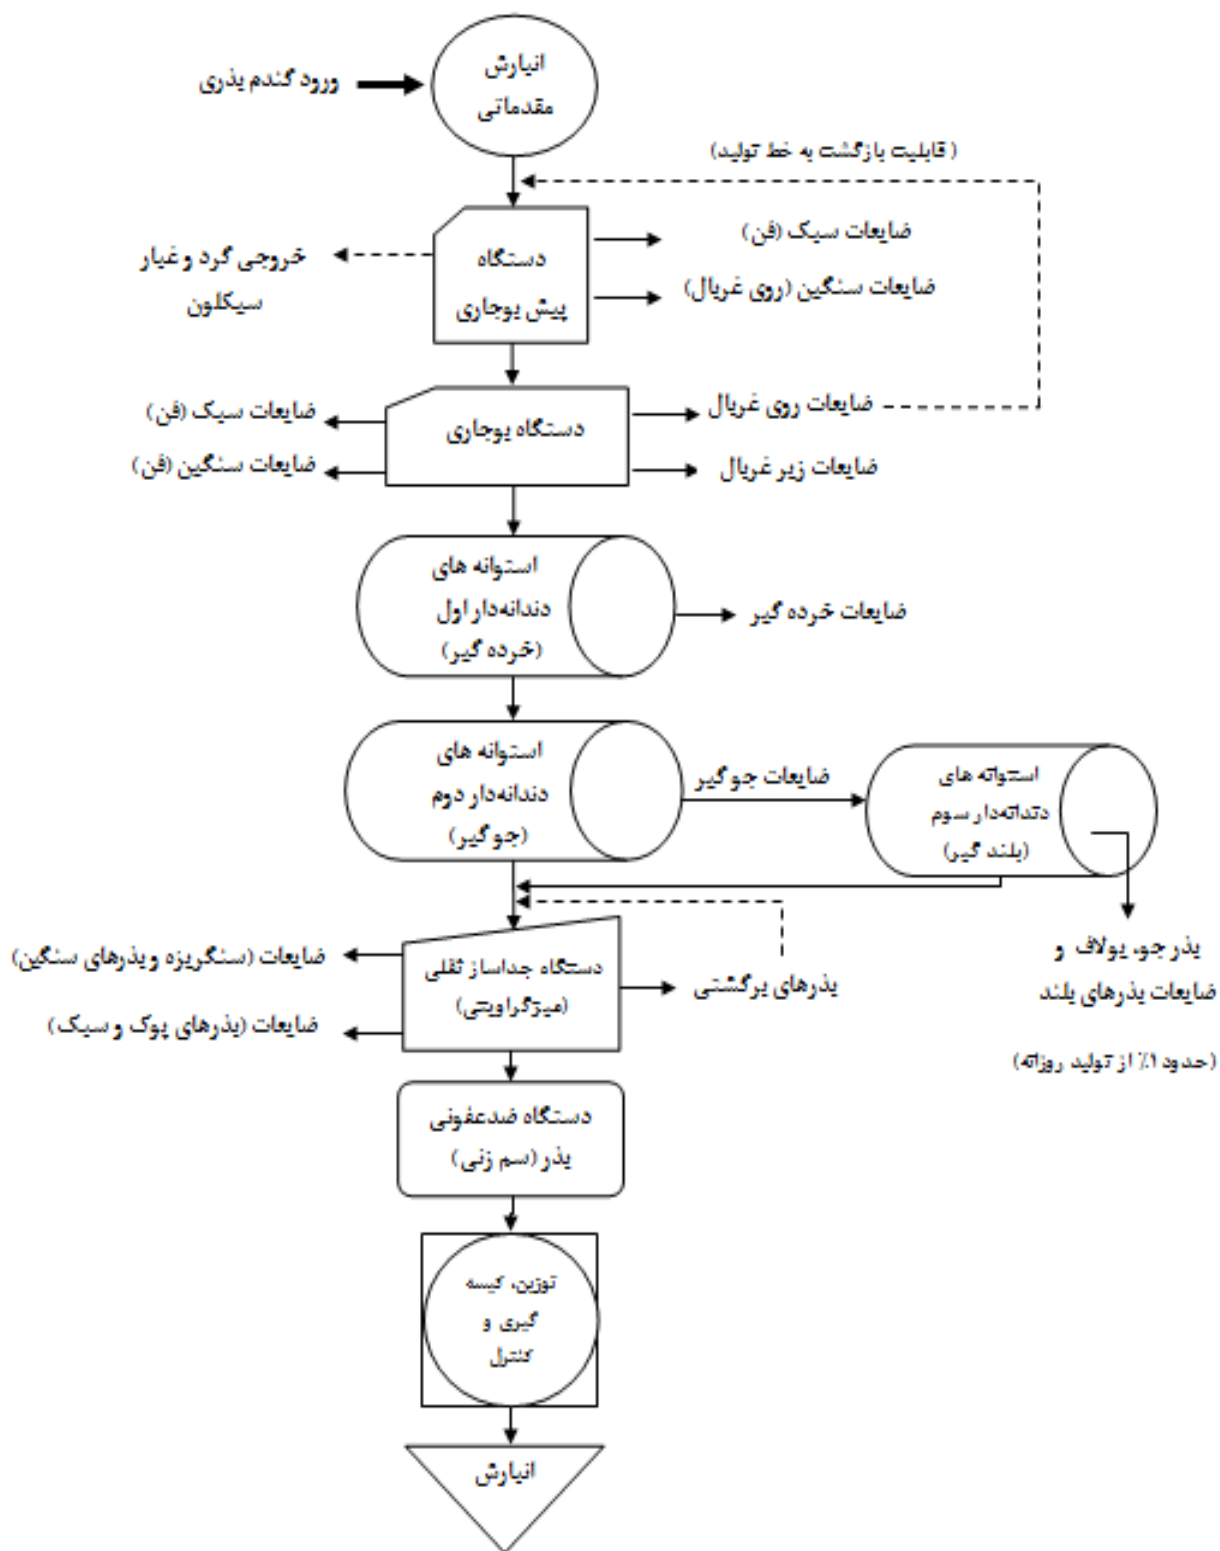 انبارش
مقدماتی
ورود گندم بذری
(قابلیت بازگشت به خط تولید)
دستگاه
پیش بوجاری
ضایعات سبک (فن)
ضایعات سنگین (روی غربال)
خروجی گرد و غبار
سیکلون
دستگاه بوجاری
ضایعات روی غربال
ضایعات زیر غربال
ضایعات سبک (فن)
ضایعات سنگین (فن)
استوانه های
دندانه‌دار اول
(خرده گیر)
ضایعات خرده گیر
استوانه های
دندانه‌دار دوم
(جو گیر)
ضایعات جو گیر
استوانه های
دندانه‌دار سوم
(بلند گیر)
بذر جو، یولاف و
ضایعات بذرهای بلند
(حدود ۱٪ از تولید روزانه)
دستگاه جداساز ثقلی
(میزگراویتی)
بذرهای برگشتی
ضایعات (سنگریزه و بذرهای سنگین)
ضایعات (بذرهای پوک و سبک)
دستگاه ضدعفونی
بذر (سم زنی)
توزین، کیسه
گیری و
کنترل
انبارش